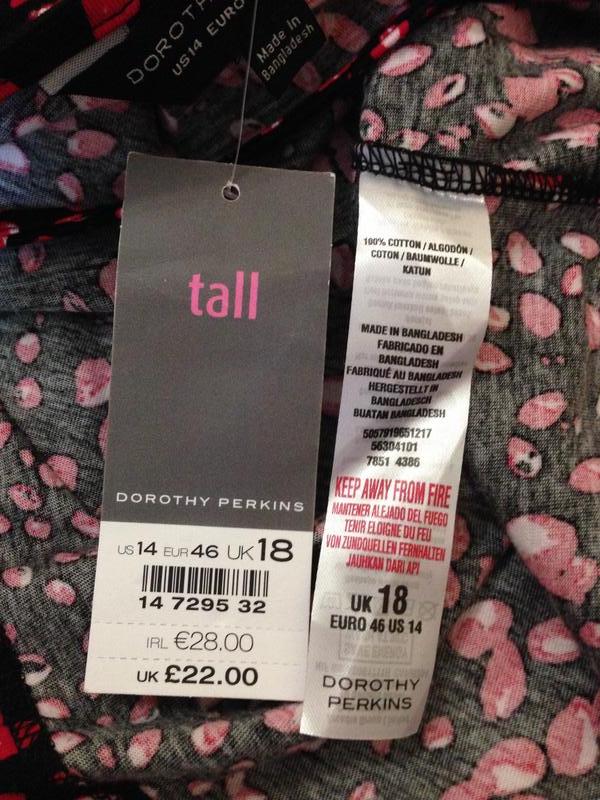 DOROTH
US14 EURO
Made In
Bangladesh
tall
DOROTHY PERKINS
US 14 EUR 46 UK 18
14 7295 32
IRL €28.00
UK £22.00
100% COTTON / ALGODÓN /
COTON / BAUMWOLLE /
KATUN
MADE IN BANGLADESH
FABRICADO EN
BANGLADESH
FABRIQUÉ AU BANGLADESH
HERGESTELLT IN
BANGLADESCH
BUATAN BANGLADESH
5057919651217
56304101
7851 4386
KEEP AWAY FROM FIRE
MANTENER ALEJADO DEL FUEGO
TENIR ELOIGNE DU FEU
VON ZUNDQUELLEN FERNHALTEN
JAUHKAN DARI API
UK 18
EURO 46 US 14
DOROTHY
PERKINS